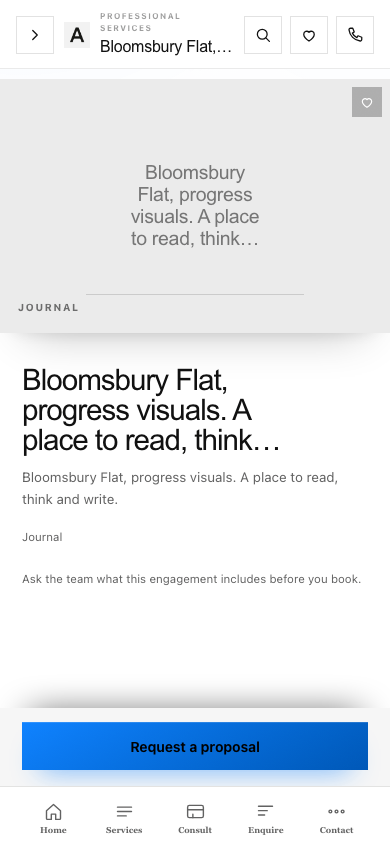 PROFESSIONAL
SERVICES
A
Bloomsbury Flat,…
Bloomsbury
Flat, progress
visuals. A place
to read, think…
JOURNAL
Bloomsbury Flat,
progress visuals. A
place to read, think…
Bloomsbury Flat, progress visuals. A place to read,
think and write.
Journal
Ask the team what this engagement includes before you book.
Request a proposal
Home
Services
Consult
Enquire
Contact